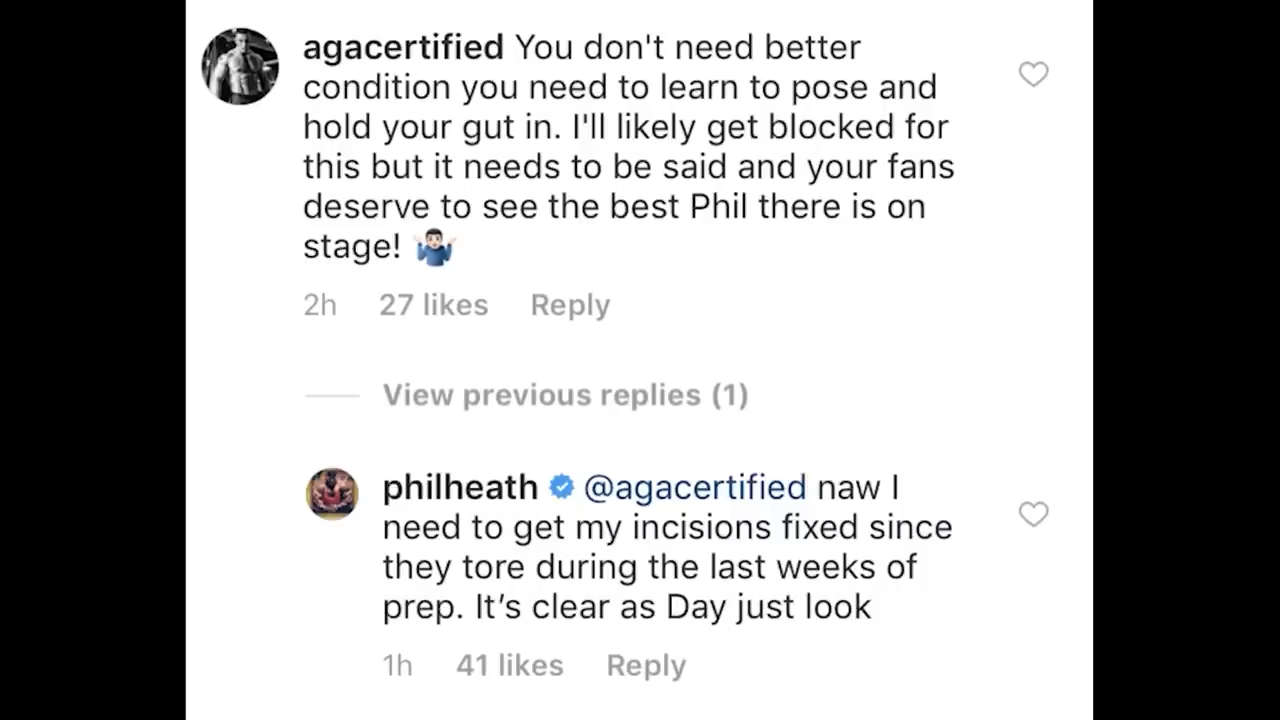 agacertified You don't need better
condition you need to learn to pose and
hold your gut in. I'll likely get blocked for
this but it needs to be said and your fans
deserve to see the best Phil there is on
stage! 🤷🏻‍♂️
2h 27 likes Reply
View previous replies (1)
philheath @agacertified naw I
need to get my incisions fixed since
they tore during the last weeks of
prep. It’s clear as Day just look
1h 41 likes Reply